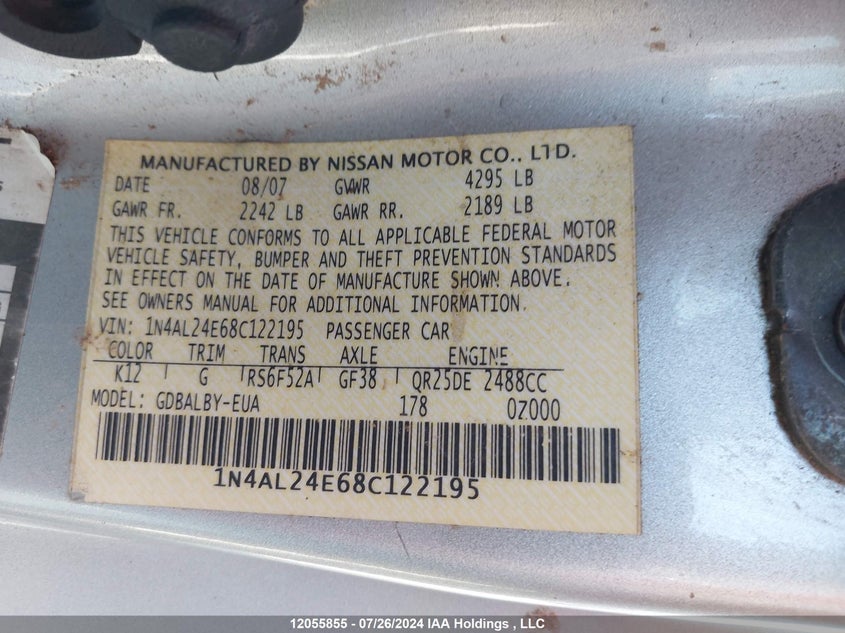 MANUFACTURED BY NISSAN MOTOR CO., LTD.
DATE 08/07 GVWR 4295 LB
GAWR FR. 2242 LB GAWR RR. 2189 LB
THIS VEHICLE CONFORMS TO ALL APPLICABLE FEDERAL MOTOR
VEHICLE SAFETY, BUMPER AND THEFT PREVENTION STANDARDS
IN EFFECT ON THE DATE OF MANUFACTURE SHOWN ABOVE.
SEE OWNERS MANUAL FOR ADDITIONAL INFORMATION.
VIN: 1N4AL24E68C122195 PASSENGER CAR
COLOR TRIM TRANS AXLE ENGINE
K12 G RS6F52A GF38 QR25DE 2488CC
MODEL: GDBALBY-EUA 178 0Z000
1N4AL24E68C122195
12055855 - 07/26/2024 IAA Holdings , LLC